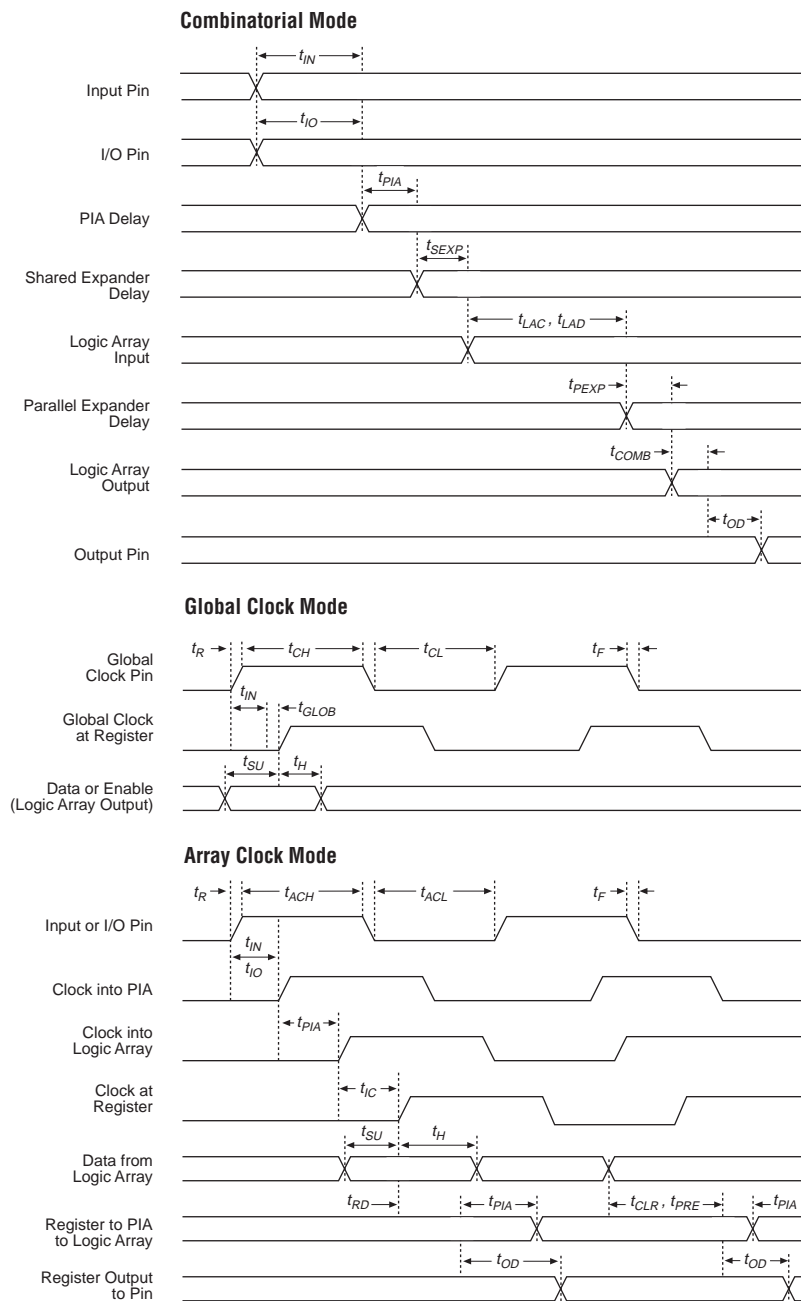 Combinatorial Mode
tIN
Input Pin
tIO
I/O Pin
tPIA
PIA Delay
tSEXP
Shared Expander
Delay
tLAC , tLAD
Logic Array
Input
tPEXP
Parallel Expander
Delay
tCOMB
Logic Array
Output
tOD
Output Pin
Global Clock Mode
tR tCH tCL tF
Global
Clock Pin
tIN tGLOB
Global Clock
at Register
tSU tH
Data or Enable
(Logic Array Output)
Array Clock Mode
tR tACH tACL tF
Input or I/O Pin
tIN
tIO
Clock into PIA
tPIA
Clock into
Logic Array
tIC
Clock at
Register
tSU tH
Data from
Logic Array
tRD tPIA tCLR , tPRE tPIA
Register to PIA
to Logic Array
tOD tOD
Register Output
to Pin